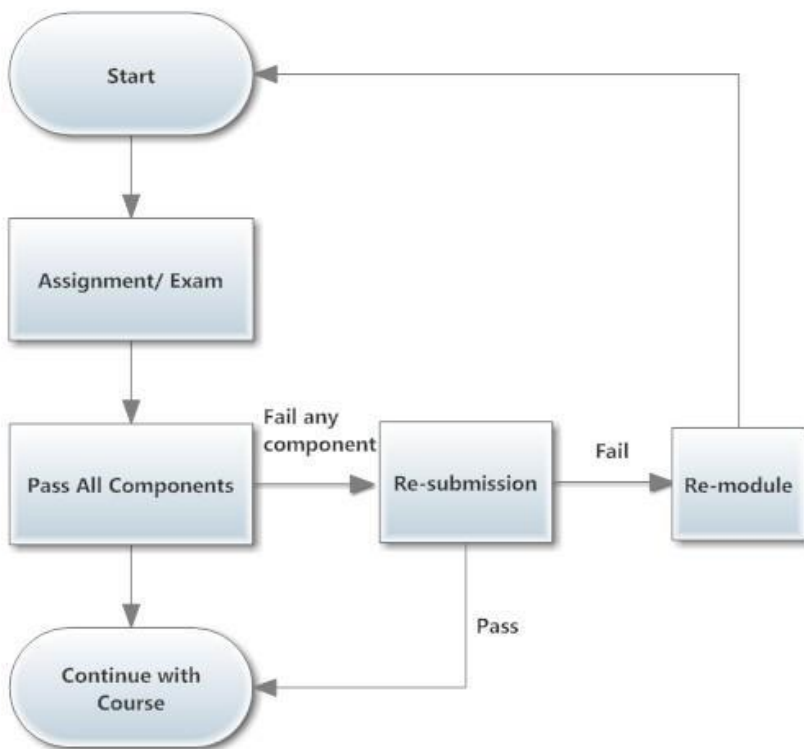 Start
Assignment/ Exam
Fail any
component
Pass All Components
Re-submission
Fail
Re-module
Pass
Continue with
Course